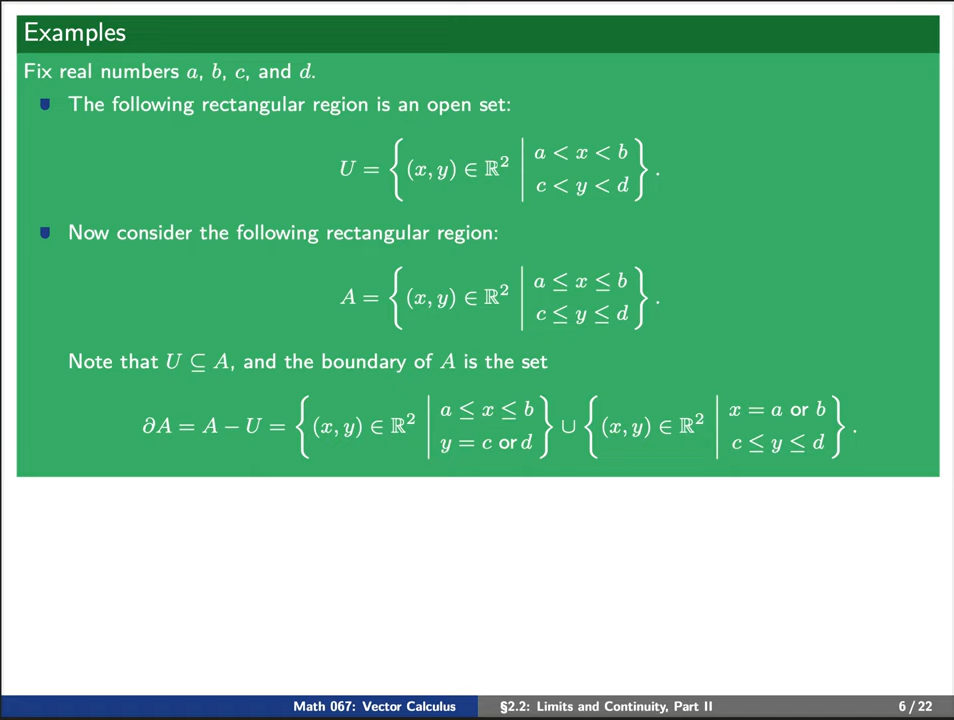 Examples
Fix real numbers a, b, c, and d.
The following rectangular region is an open set:
U = { (x, y) ∈ ℝ² | a < x < b
c < y < d } .
Now consider the following rectangular region:
A = { (x, y) ∈ ℝ² | a ≤ x ≤ b
c ≤ y ≤ d } .
Note that U ⊆ A, and the boundary of A is the set
∂A = A − U = { (x, y) ∈ ℝ² | a ≤ x ≤ b
y = c or d } ∪ { (x, y) ∈ ℝ² | x = a or b
c ≤ y ≤ d } .
Math 067: Vector Calculus §2.2: Limits and Continuity, Part II 6 / 22